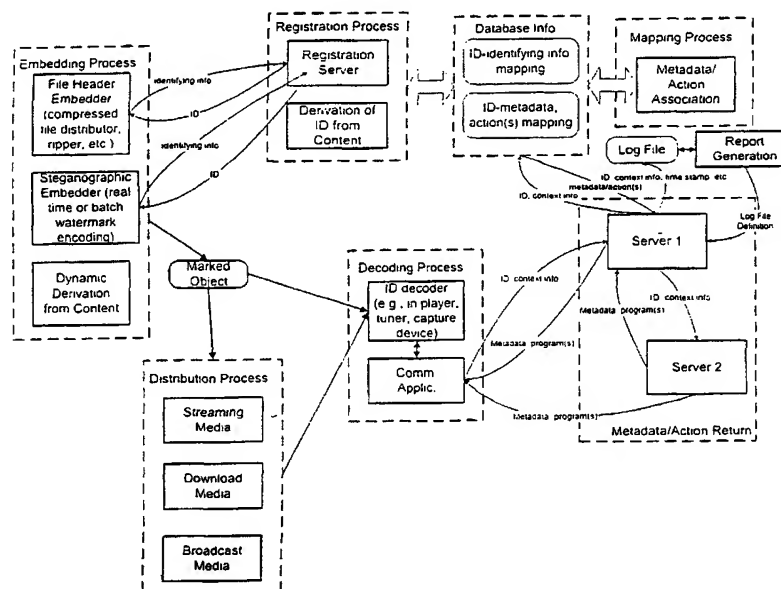 Registration Process
Database Info
Mapping Process
Embedding Process
Registration
Server
ID-identifying info
mapping
Metadata/
Action
Association
File Header
Embedder
(compressed
file distributor,
ripper, etc.)
identifying info
ID
identifying info
ID
Derivation of
ID from
Content
ID-metadata,
action(s) mapping
Log File
Report
Generation
ID context info, time stamp, etc
metadata/action(s)
ID, context info
Log File
Definition
Steganographic
Embedder (real
time or batch
watermark
encoding)
Dynamic
Derivation
from Content
Marked
Object
Decoding Process
ID decoder
(e.g., in player,
tuner, capture
device)
Comm
Applic.
ID context info
Metadata program(s)
Server 1
ID context info
Metadata program(s)
Server 2
Metadata program(s)
Metadata/Action Return
Distribution Process
Streaming
Media
Download
Media
Broadcast
Media